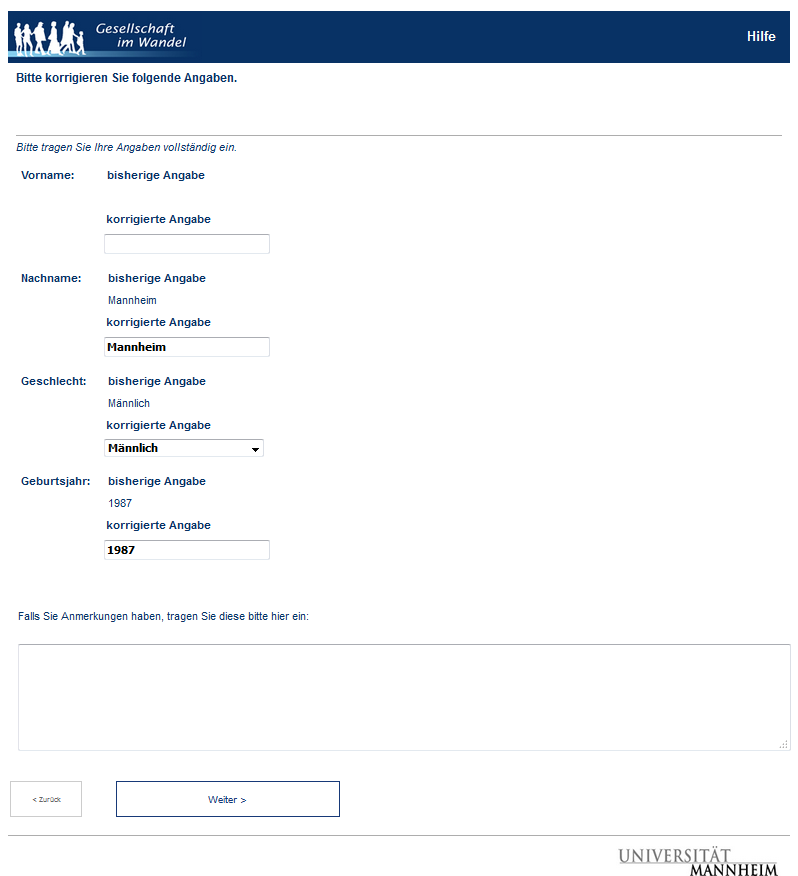 Gesellschaft
im Wandel
Hilfe
Bitte korrigieren Sie folgende Angaben.
Bitte tragen Sie Ihre Angaben vollständig ein.
Vorname: bisherige Angabe
korrigierte Angabe
Nachname: bisherige Angabe
Mannheim
korrigierte Angabe
Mannheim
Geschlecht: bisherige Angabe
Männlich
korrigierte Angabe
Männlich
Geburtsjahr: bisherige Angabe
1987
korrigierte Angabe
1987
Falls Sie Anmerkungen haben, tragen Sie diese bitte hier ein:
< Zurück Weiter >
UNIVERSITÄT
MANNHEIM